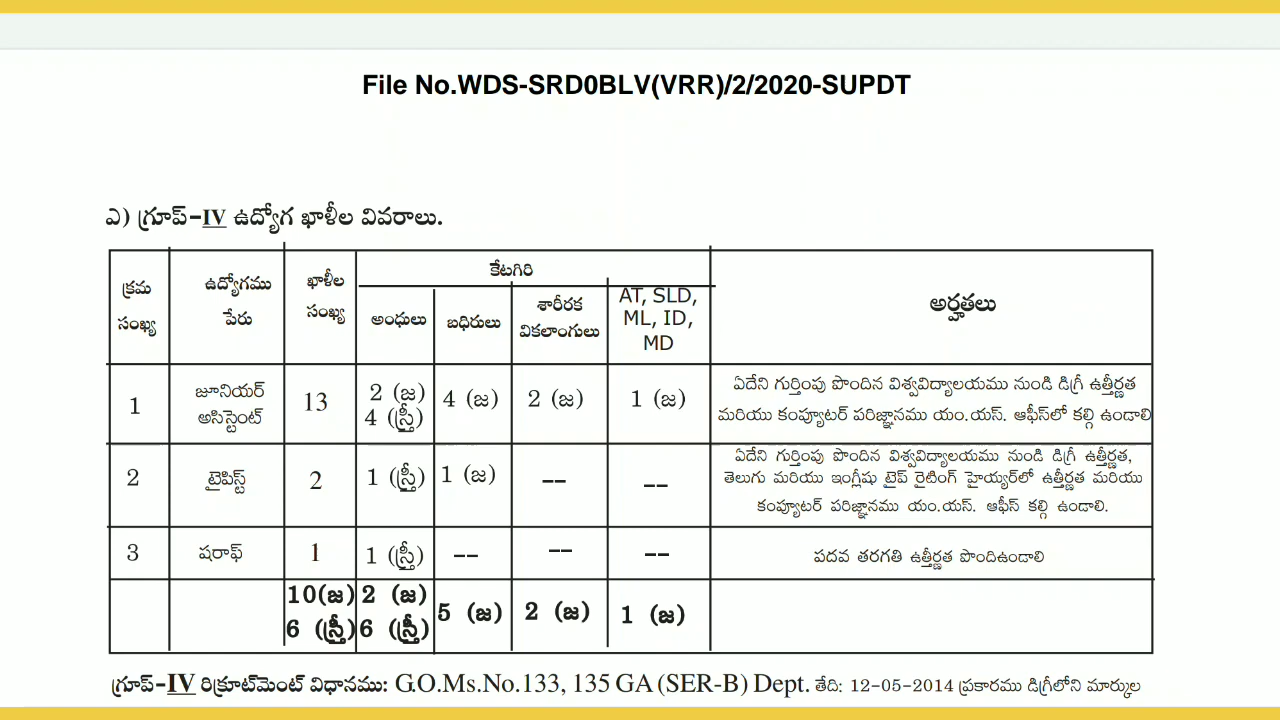 File No.WDS-SRD0BLV(VRR)/2/2020-SUPDT
ఎ) గ్రూప్-IV ఉద్యోగ ఖాళీల వివరాలు.
క్రమ సంఖ్య
ఉద్యోగము పేరు
ఖాళీల సంఖ్య
కేటగిరి
అంధులు
బధిరులు
శారీరక వికలాంగులు
AT, SLD,
ML, ID,
MD
అర్హతలు
1
జూనియర్
అసిస్టెంట్
13
2 (జ)
4 (స్త్రీ)
4 (జ)
2 (జ)
1 (జ)
ఏదేని గుర్తింపు పొందిన విశ్వవిద్యాలయము నుండి డిగ్రీ ఉత్తీర్ణత
మరియు కంప్యూటర్ పరిజ్ఞానము యం.యస్. ఆఫీస్‌లో కల్గి ఉండాలి
2
టైపిస్ట్
2
1 (స్త్రీ)
1 (జ)
--
--
ఏదేని గుర్తింపు పొందిన విశ్వవిద్యాలయము నుండి డిగ్రీ ఉత్తీర్ణత,
తెలుగు మరియు ఇంగ్లీషు టైప్ రైటింగ్ హైయ్యర్‌లో ఉత్తీర్ణత మరియు
కంప్యూటర్ పరిజ్ఞానము యం.యస్. ఆఫీస్ కల్గి ఉండాలి.
3
షరాఫ్
1
1 (స్త్రీ)
--
--
--
పదవ తరగతి ఉత్తీర్ణత పొందిఉండాలి
10(జ)
6 (స్త్రీ)
2 (జ)
6 (స్త్రీ)
5 (జ)
2 (జ)
1 (జ)
గ్రూప్-IV రిక్రూట్‌మెంట్ విధానము: G.O.Ms.No.133, 135 GA (SER-B) Dept. తేది: 12-05-2014 ప్రకారము డిగ్రీలోని మార్కుల